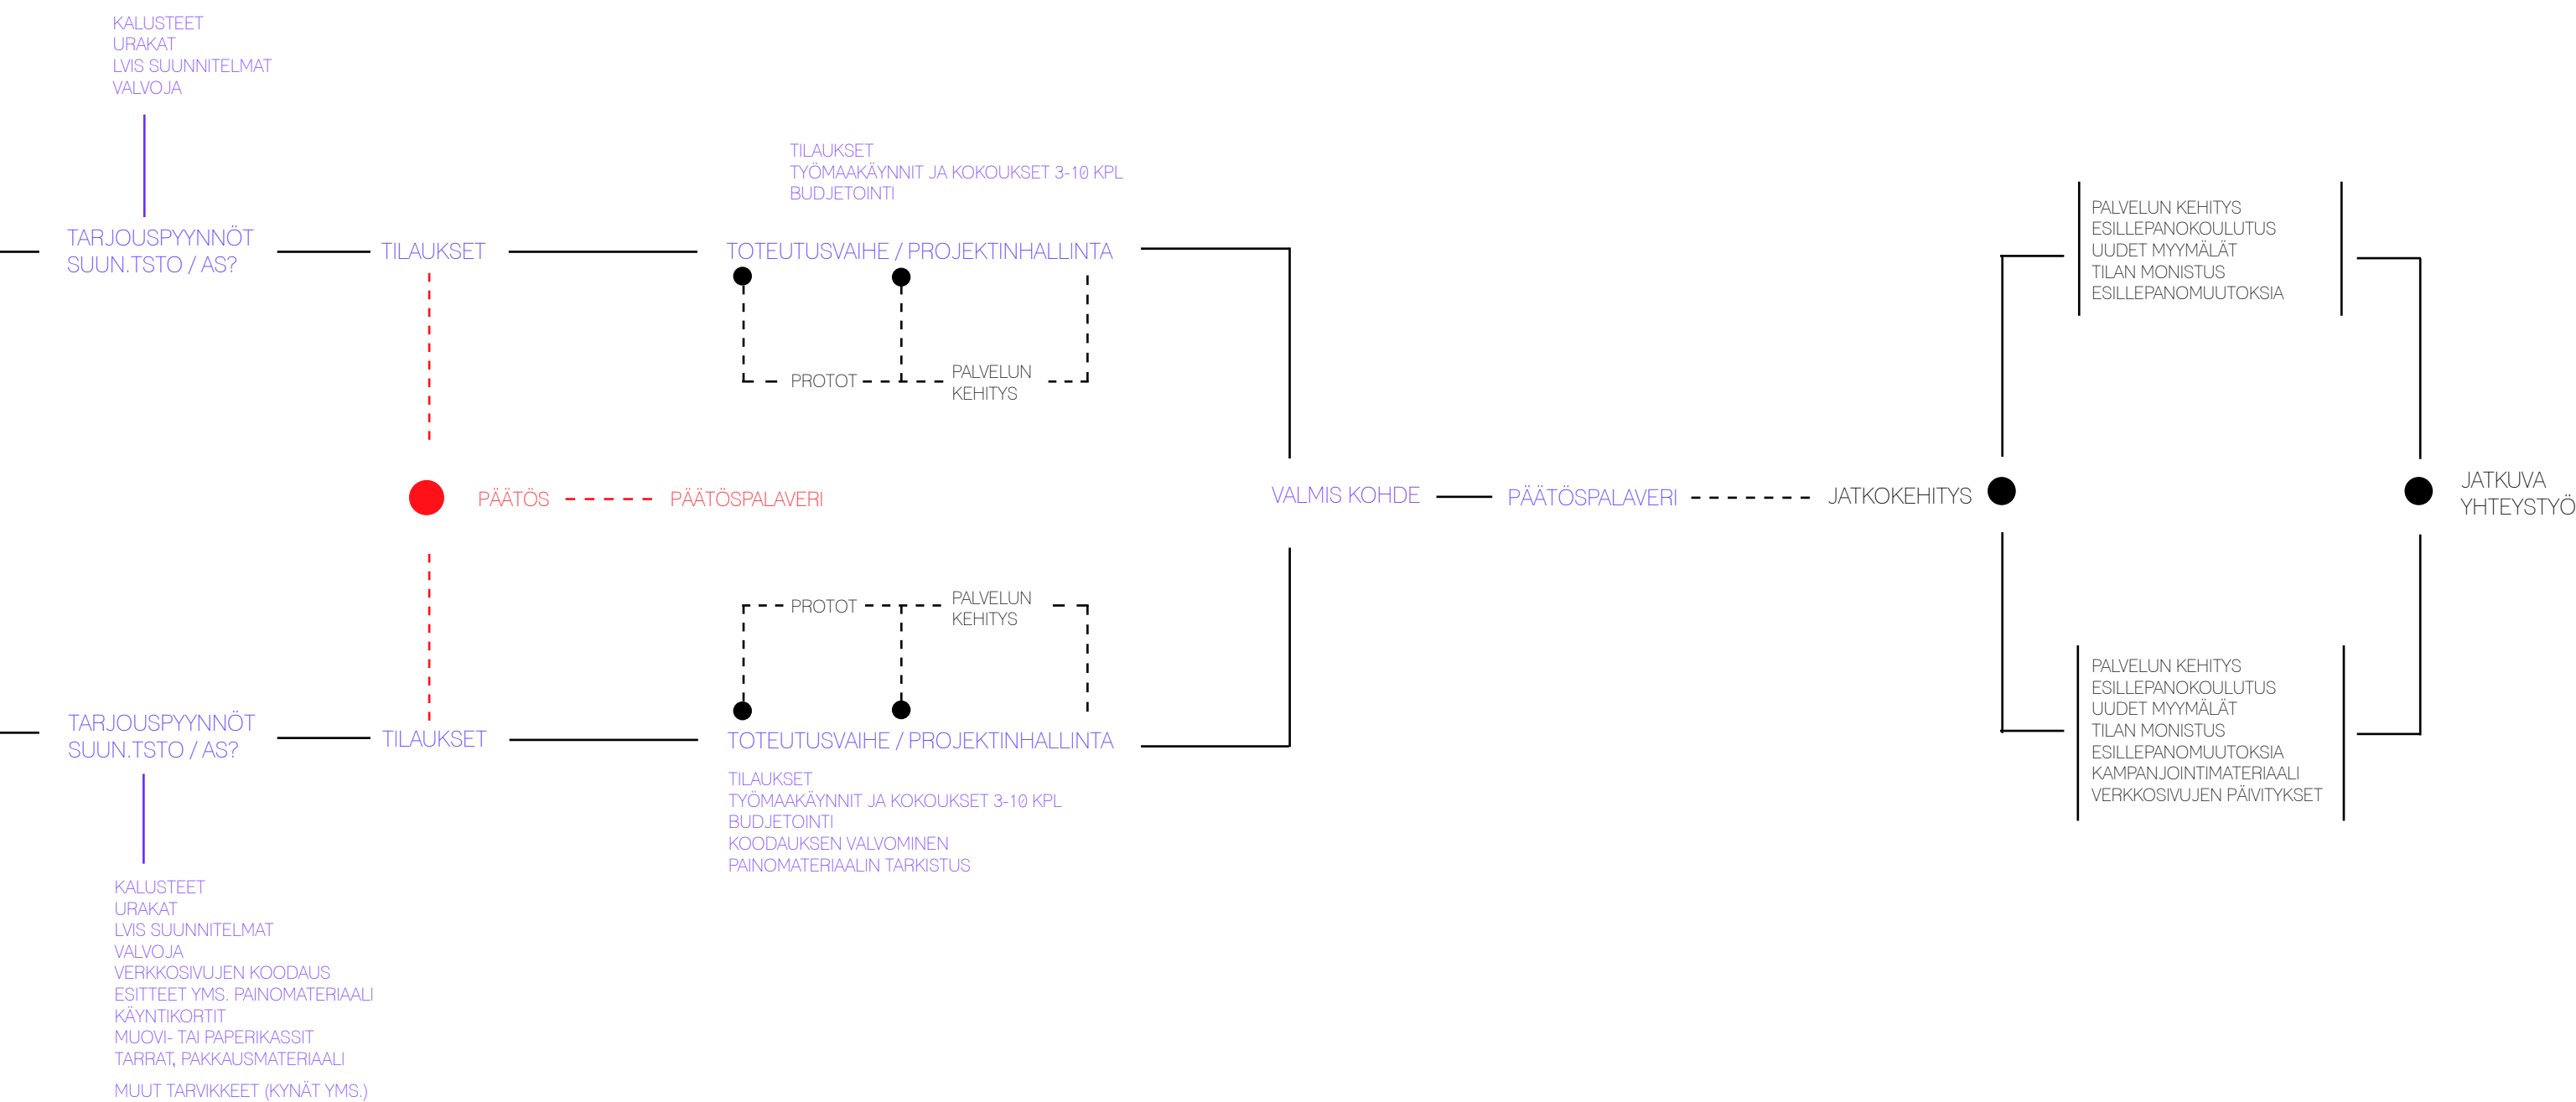 KALUSTEET
URAKAT
LVIS SUUNNITELMAT
VALVOJA
TARJOUSPYYNNÖT
SUUN.TSTO / AS?
TILAUKSET
TILAUKSET
TYÖMAAKÄYNNIT JA KOKOUKSET 3-10 KPL
BUDJETOINTI
TOTEUTUSVAIHE / PROJEKTINHALLINTA
PROTOT
PALVELUN
KEHITYS
PÄÄTÖS
PÄÄTÖSPALAVERI
PROTOT
PALVELUN
KEHITYS
TARJOUSPYYNNÖT
SUUN.TSTO / AS?
TILAUKSET
TOTEUTUSVAIHE / PROJEKTINHALLINTA
TILAUKSET
TYÖMAAKÄYNNIT JA KOKOUKSET 3-10 KPL
BUDJETOINTI
KOODAUKSEN VALVOMINEN
PAINOMATERIAALIN TARKISTUS
KALUSTEET
URAKAT
LVIS SUUNNITELMAT
VALVOJA
VERKKOSIVUJEN KOODAUS
ESITTEET YMS. PAINOMATERIAALI
KÄYNTIKORTIT
MUOVI- TAI PAPERIKASSIT
TARRAT, PAKKAUSMATERIAALI
MUUT TARVIKKEET (KYNÄT YMS.)
VALMIS KOHDE
PÄÄTÖSPALAVERI
JATKOKEHITYS
PALVELUN KEHITYS
ESILLEPANOKOULUTUS
UUDET MYYMÄLÄT
TILAN MONISTUS
ESILLEPANOMUUTOKSIA
PALVELUN KEHITYS
ESILLEPANOKOULUTUS
UUDET MYYMÄLÄT
TILAN MONISTUS
ESILLEPANOMUUTOKSIA
KAMPANJOINTIMATERIAALI
VERKKOSIVUJEN PÄIVITYKSET
JATKUVA
YHTEYSTYÖ